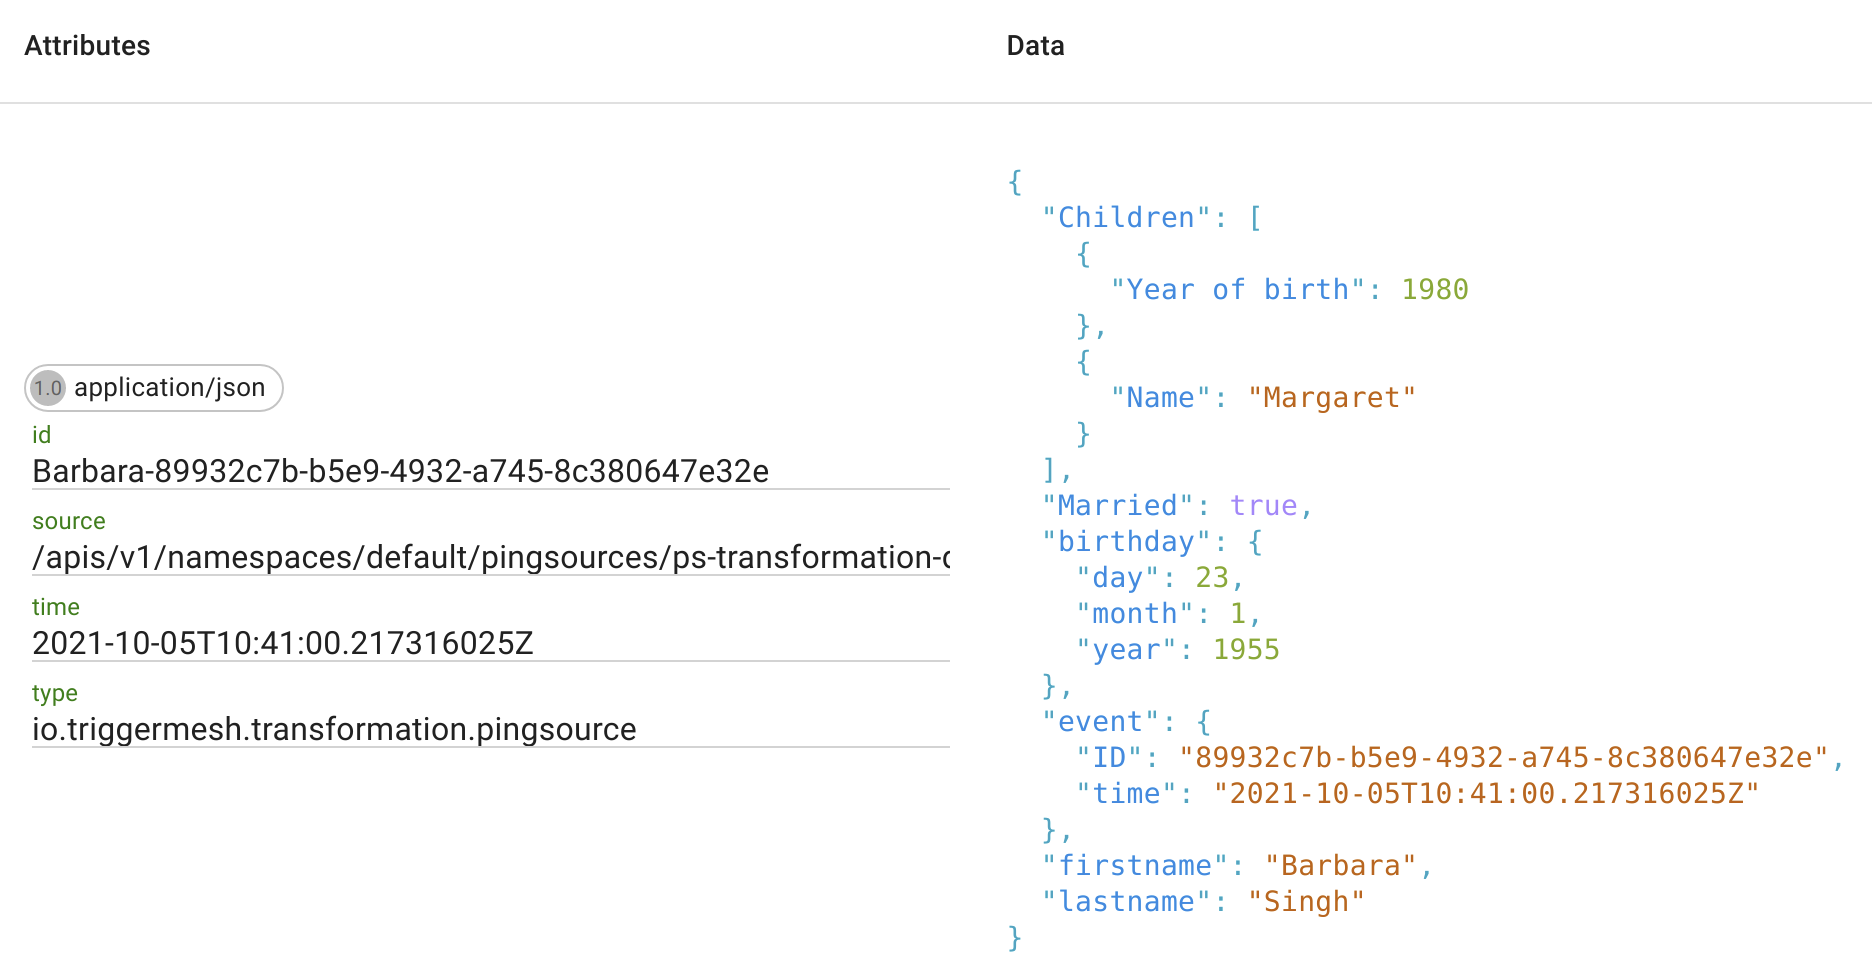 Attributes
Data
1.0 application/json
id
Barbara-89932c7b-b5e9-4932-a745-8c380647e32e
source
/apis/v1/namespaces/default/pingsources/ps-transformation-
time
2021-10-05T10:41:00.217316025Z
type
io.triggermesh.transformation.pingsource
{
"Children": [
{
"Year of birth": 1980
},
{
"Name": "Margaret"
}
],
"Married": true,
"birthday": {
"day": 23,
"month": 1,
"year": 1955
},
"event": {
"ID": "89932c7b-b5e9-4932-a745-8c380647e32e",
"time": "2021-10-05T10:41:00.217316025Z"
},
"firstname": "Barbara",
"lastname": "Singh"
}